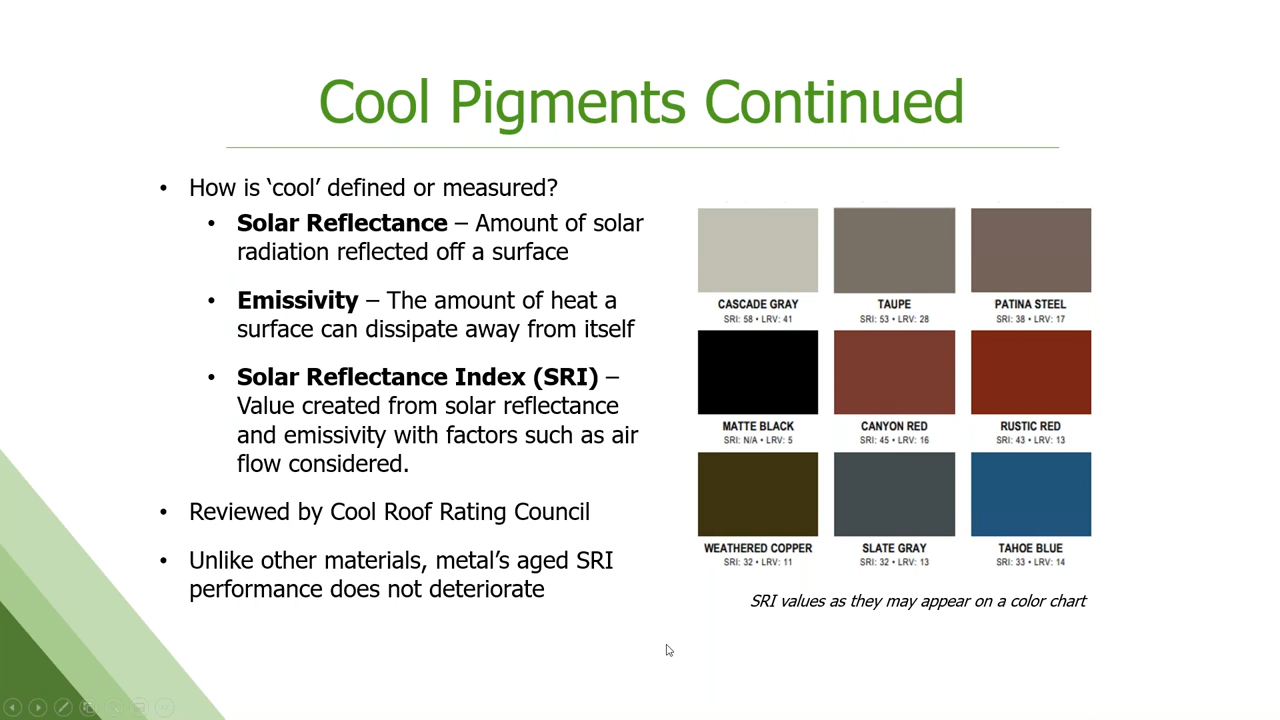 Cool Pigments Continued
• How is ‘cool’ defined or measured?
• Solar Reflectance – Amount of solar
radiation reflected off a surface
• Emissivity – The amount of heat a
surface can dissipate away from itself
• Solar Reflectance Index (SRI) –
Value created from solar reflectance
and emissivity with factors such as air
flow considered.
• Reviewed by Cool Roof Rating Council
• Unlike other materials, metal’s aged SRI
performance does not deteriorate
CASCADE GRAY
SRI: 58 • LRV: 41
TAUPE
SRI: 53 • LRV: 28
PATINA STEEL
SRI: 38 • LRV: 17
MATTE BLACK
SRI: N/A • LRV: 5
CANYON RED
SRI: 45 • LRV: 16
RUSTIC RED
SRI: 43 • LRV: 13
WEATHERED COPPER
SRI: 32 • LRV: 11
SLATE GRAY
SRI: 32 • LRV: 13
TAHOE BLUE
SRI: 33 • LRV: 14
SRI values as they may appear on a color chart